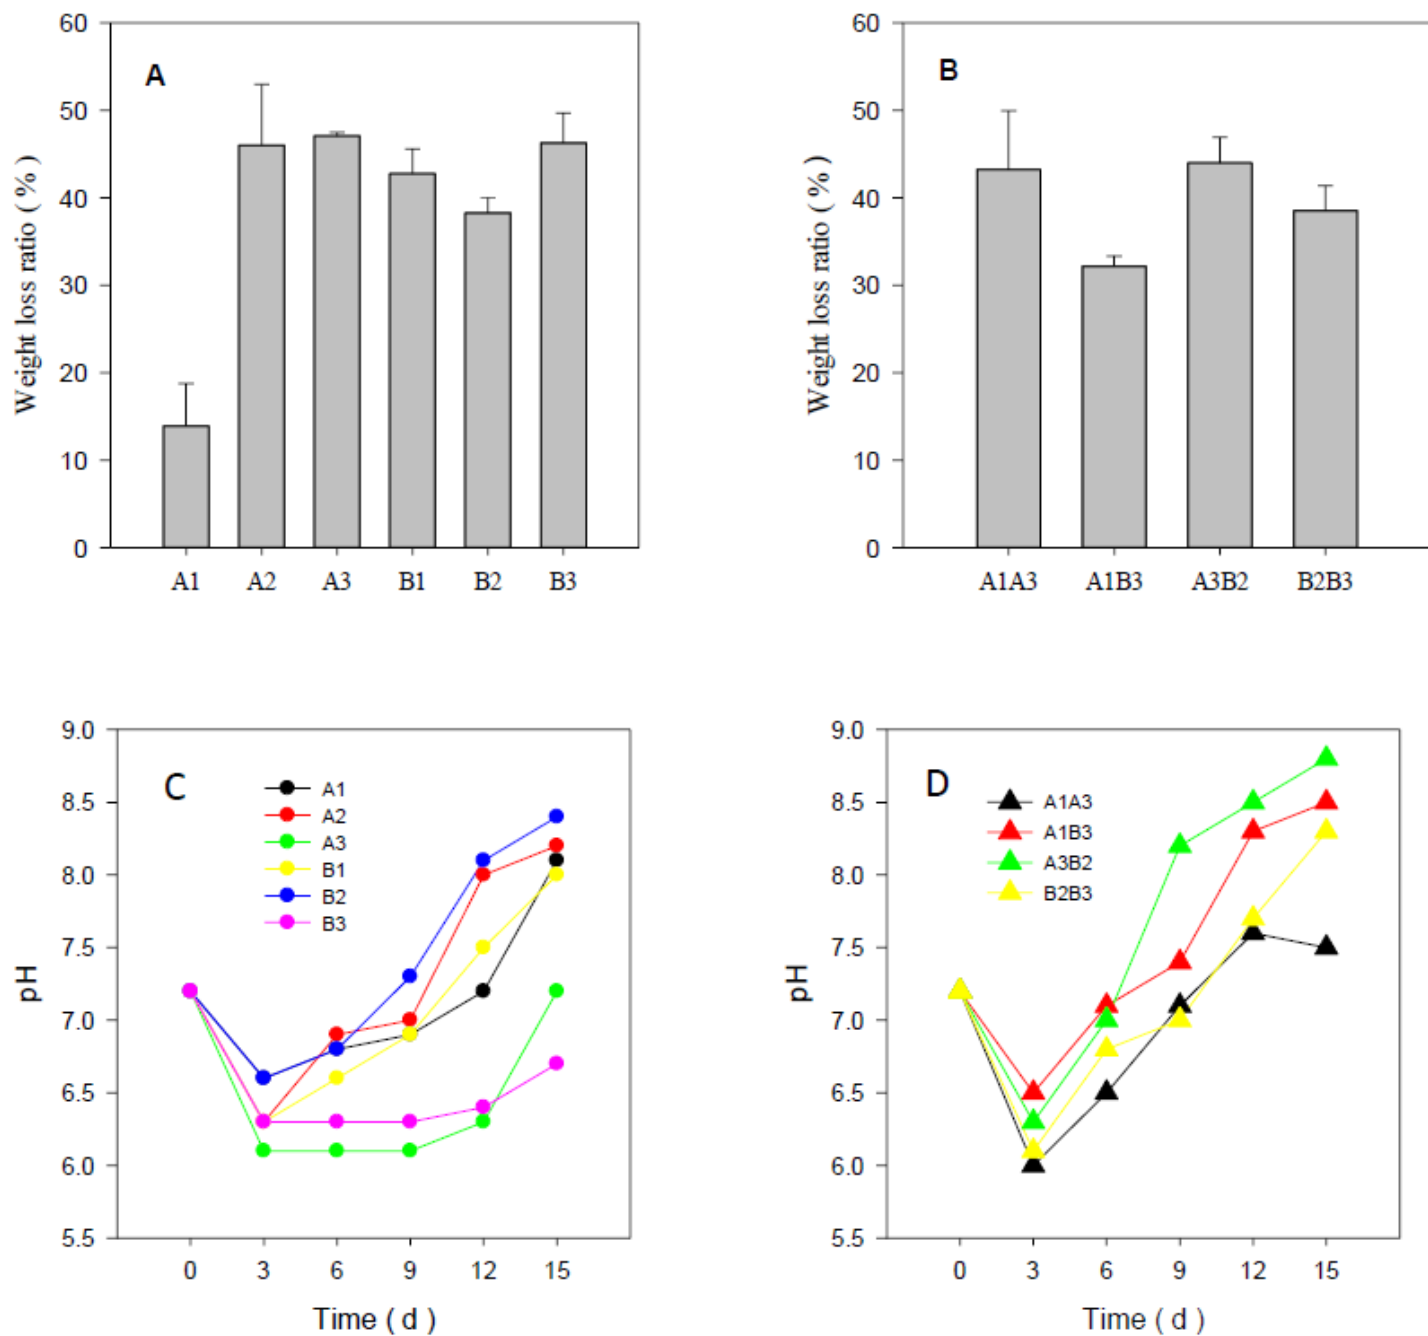 A
Weight loss ratio ( % )
60
50
40
30
20
10
0
A1 A2 A3 B1 B2 B3
B
Weight loss ratio ( % )
60
50
40
30
20
10
0
A1A3 A1B3 A3B2 B2B3
C
pH
9.0
8.5
8.0
7.5
7.0
6.5
6.0
5.5
A1
A2
A3
B1
B2
B3
0 3 6 9 12 15
Time ( d )
D
pH
9.0
8.5
8.0
7.5
7.0
6.5
6.0
5.5
A1A3
A1B3
A3B2
B2B3
0 3 6 9 12 15
Time ( d )